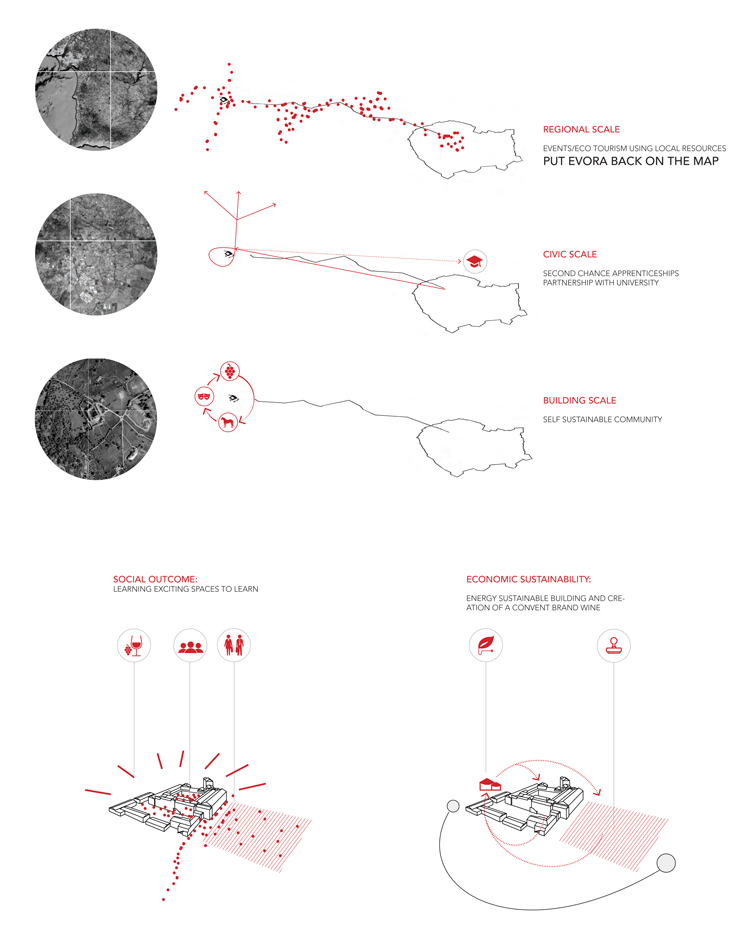 REGIONAL SCALE
EVENTS/ECO TOURISM USING LOCAL RESOURCES
PUT EVORA BACK ON THE MAP
CIVIC SCALE
SECOND CHANCE APPRENTICESHIPS
PARTNERSHIP WITH UNIVERSITY
BUILDING SCALE
SELF SUSTAINABLE COMMUNITY
SOCIAL OUTCOME:
LEARNING EXCITING SPACES TO LEARN
ECONOMIC SUSTAINABILITY:
ENERGY SUSTAINABLE BUILDING AND CRE-
ATION OF A CONVENT BRAND WINE